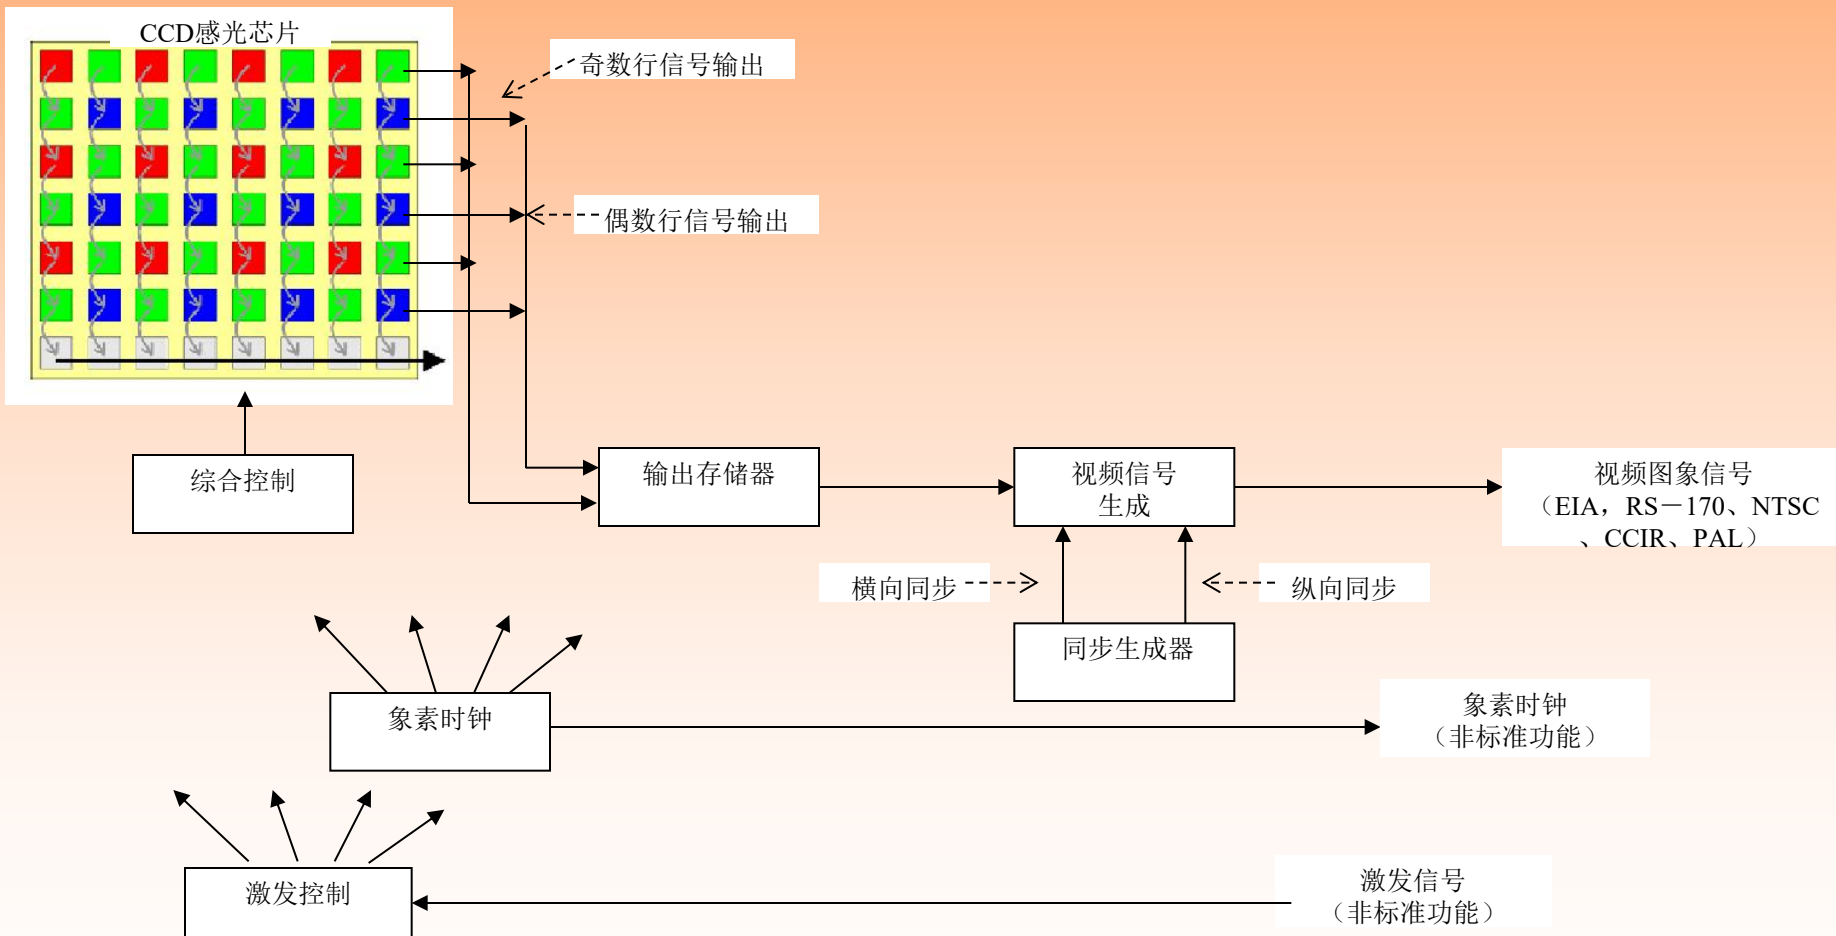 CCD感光芯片
奇数行信号输出
偶数行信号输出
综合控制
输出存储器
视频信号
生成
视频图象信号
（EIA，RS－170、NTSC
、CCIR、PAL）
横向同步
纵向同步
同步生成器
象素时钟
象素时钟
（非标准功能）
激发控制
激发信号
（非标准功能）